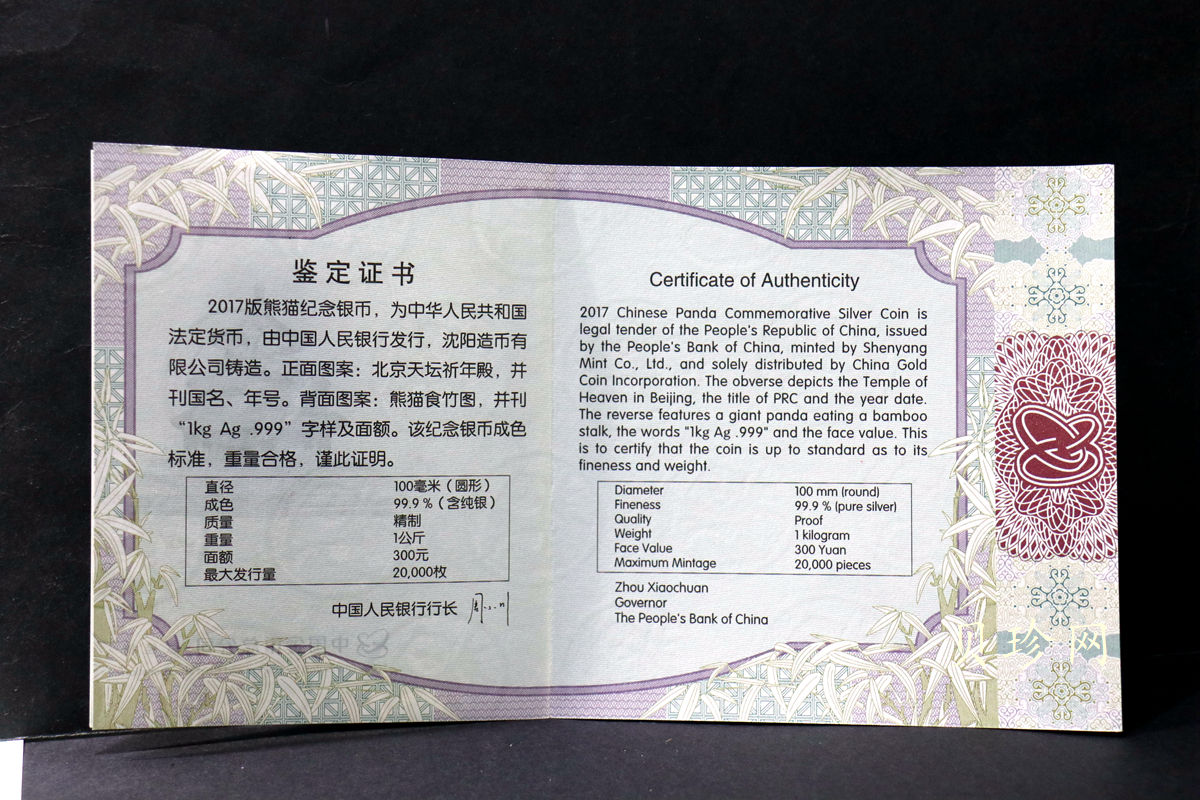 鉴定证书
2017版熊猫纪念银币，为中华人民共和国
法定货币，由中国人民银行发行，沈阳造币有
限公司铸造。正面图案：北京天坛祈年殿，并
刊国名、年号。背面图案：熊猫食竹图，并刊
“1kg Ag .999”字样及面额。该纪念银币成色
标准，重量合格，谨此证明。
直径 100毫米（圆形）
成色 99.9％（含纯银）
质量 精制
重量 1公斤
面额 300元
最大发行量 20,000枚
中国人民银行行长
Certificate of Authenticity
2017 Chinese Panda Commemorative Silver Coin is
legal tender of the People's Republic of China, issued
by the People's Bank of China, minted by Shenyang
Mint Co., Ltd., and solely distributed by China Gold
Coin Incorporation. The obverse depicts the Temple of
Heaven in Beijing, the title of PRC and the year date.
The reverse features a giant panda eating a bamboo
stalk, the words "1kg Ag .999" and the face value. This
is to certify that the coin is up to standard as to its
fineness and weight.
Diameter 100 mm (round)
Fineness 99.9 % (pure silver)
Quality Proof
Weight 1 kilogram
Face Value 300 Yuan
Maximum Mintage 20,000 pieces
Zhou Xiaochuan
Governor
The People's Bank of China
珍网